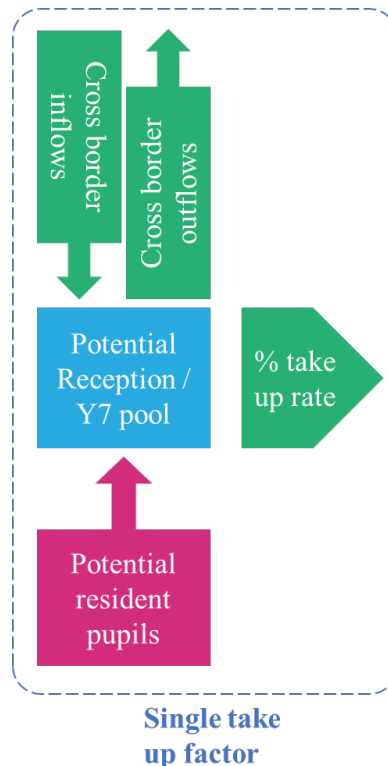 Cross border
inflows
Cross border
outflows
Potential
Reception /
Y7 pool
% take
up rate
Potential
resident
pupils
Single take
up factor